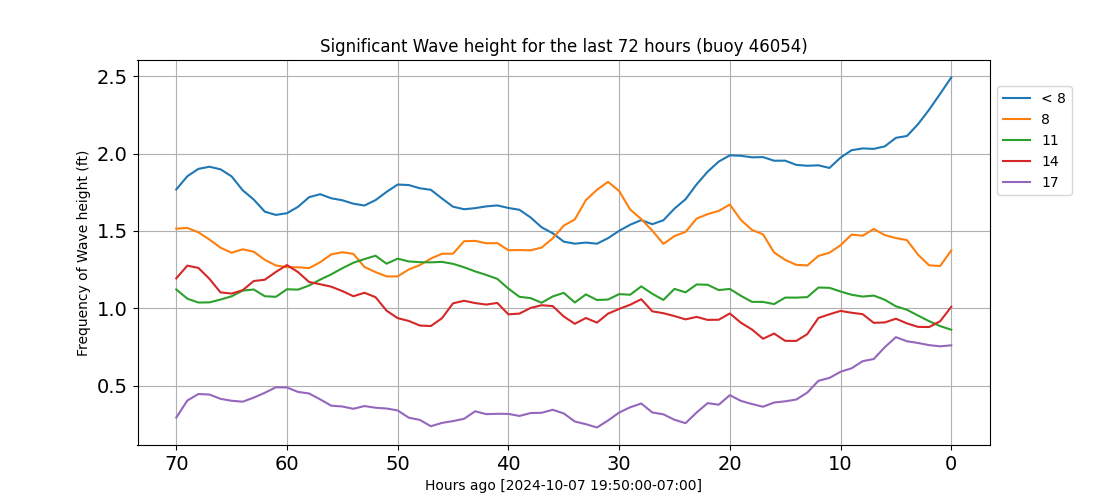 Significant Wave height for the last 72 hours (buoy 46054)
Frequency of Wave height (ft)
2.5
2.0
1.5
1.0
0.5
70 60 50 40 30 20 10 0
Hours ago [2024-10-07 19:50:00-07:00]
< 8
8
11
14
17